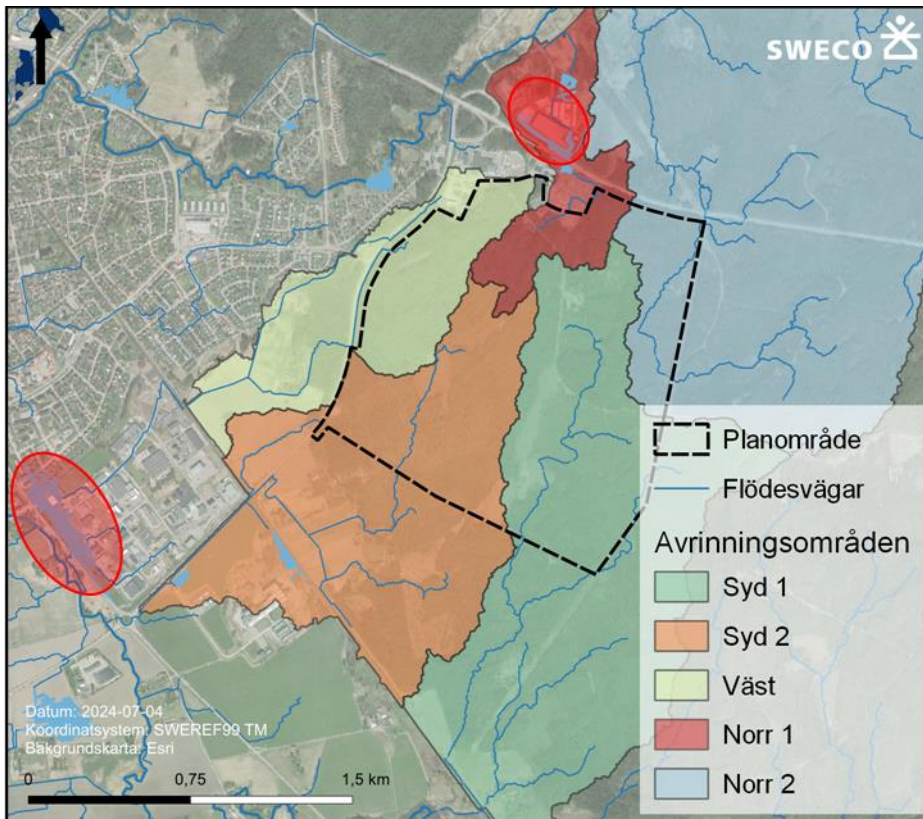 SWECO
Planområde
Flödesvägar
Avrinningsområden
Syd 1
Syd 2
Väst
Norr 1
Norr 2
Datum: 2024-07-04
Koordinatsystem: SWEREF99 TM
Bakgrundskarta: Esri
0 0,75 1,5 km